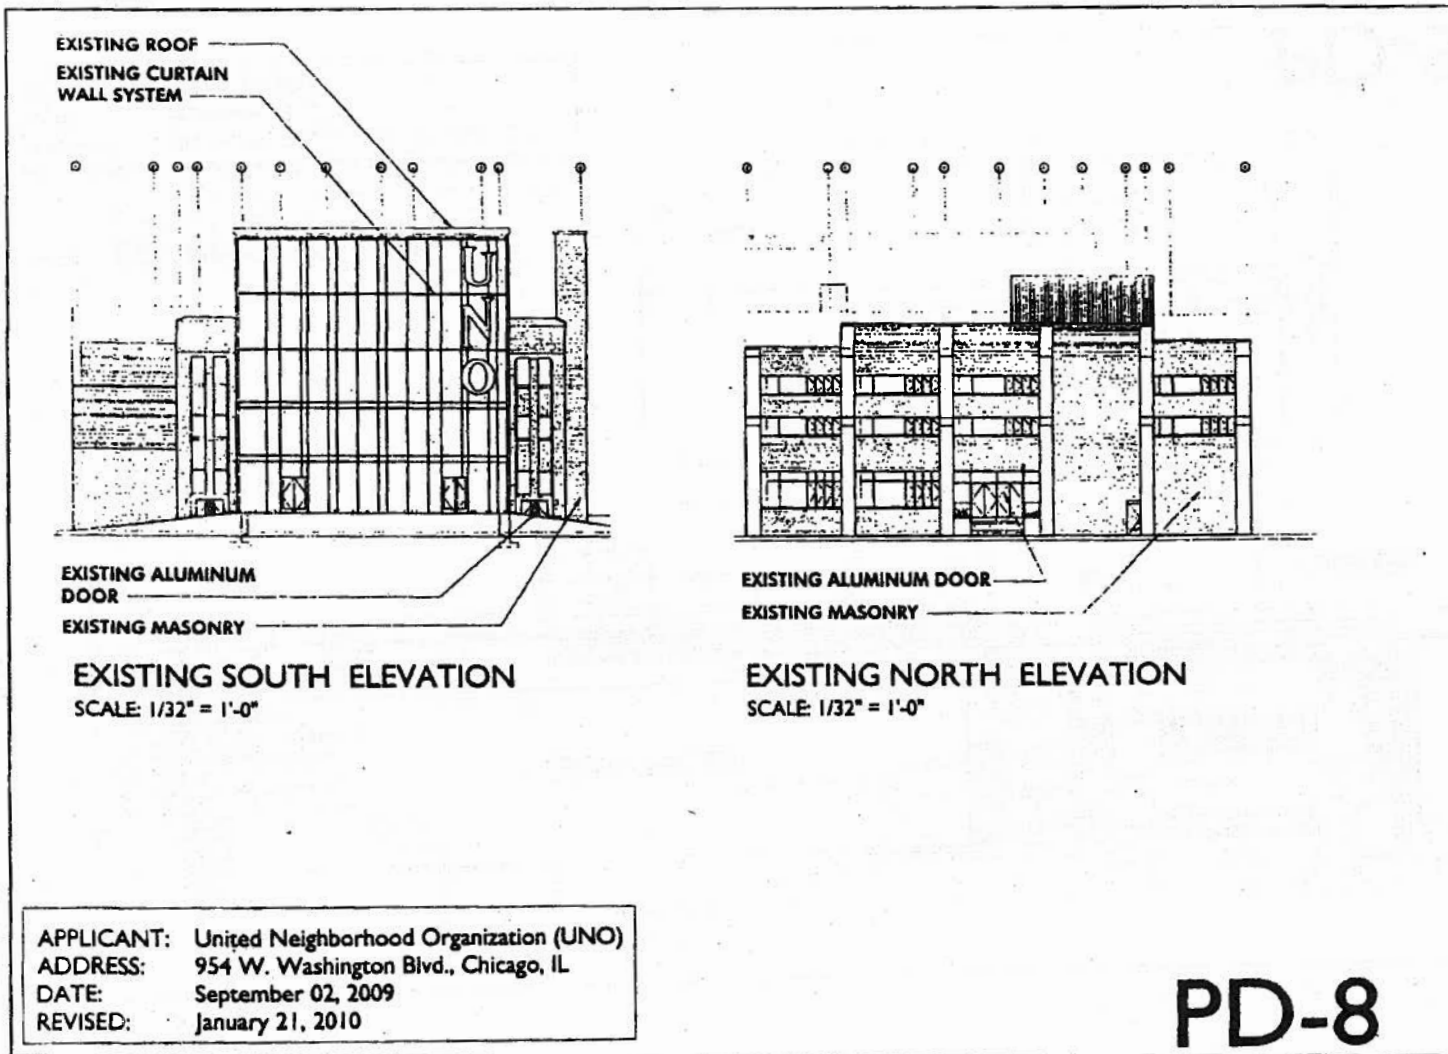 EXISTING ROOF
EXISTING CURTAIN
WALL SYSTEM
UNO
EXISTING ALUMINUM
DOOR
EXISTING MASONRY
EXISTING SOUTH ELEVATION
SCALE: 1/32" = 1'-0"
EXISTING ALUMINUM DOOR
EXISTING MASONRY
EXISTING NORTH ELEVATION
SCALE: 1/32" = 1'-0"
APPLICANT: United Neighborhood Organization (UNO)
ADDRESS: 954 W. Washington Blvd., Chicago, IL
DATE: September 02, 2009
REVISED: January 21, 2010
PD-8